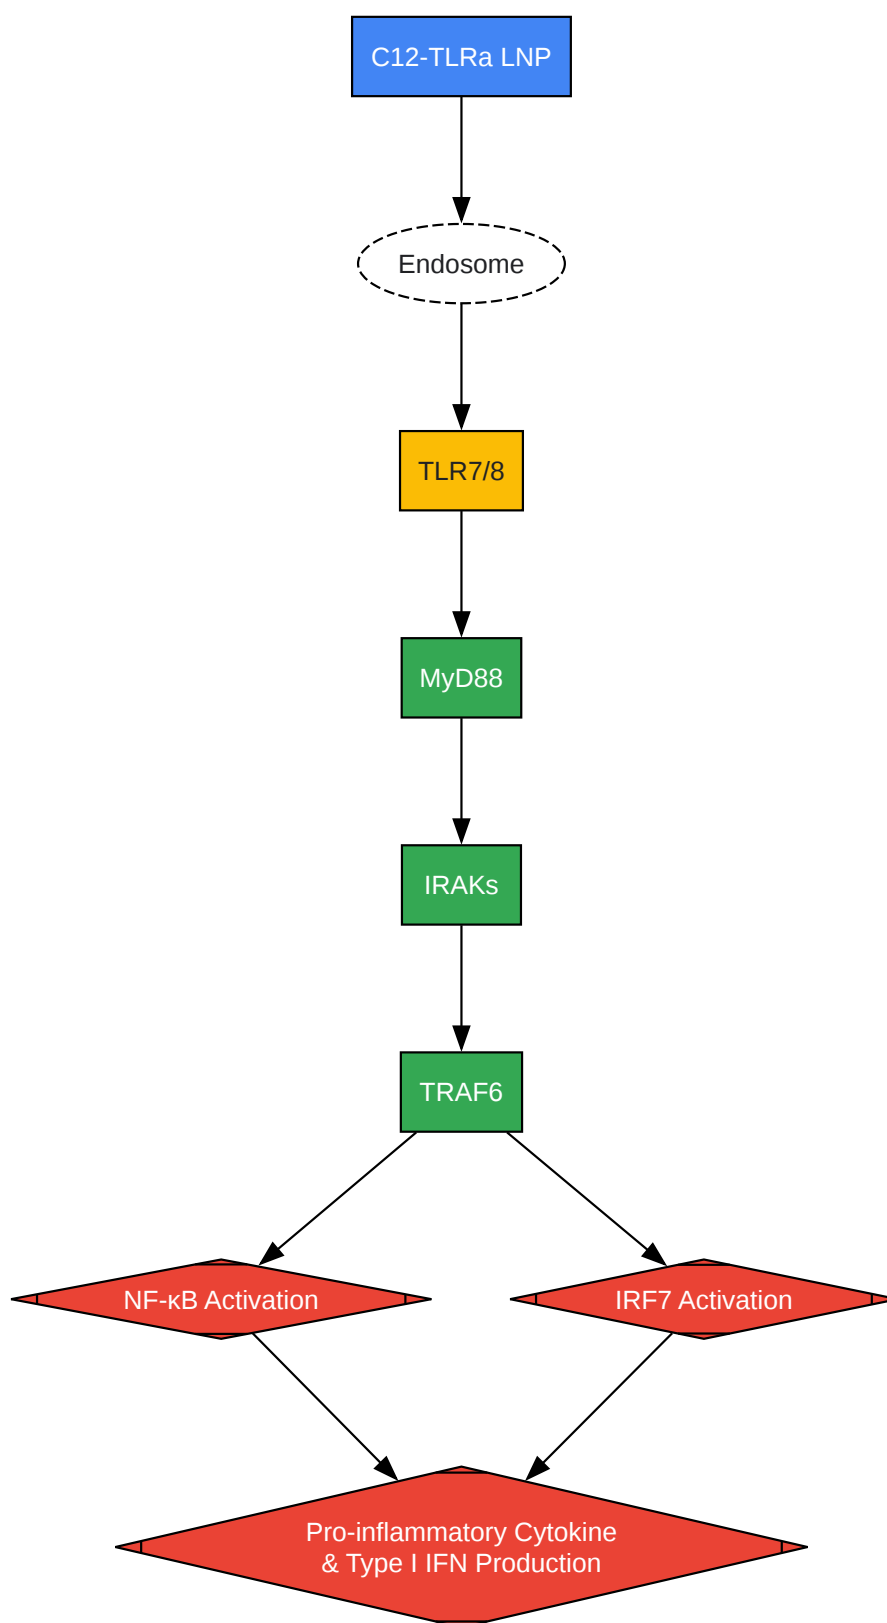 C12-TLRa LNP
Endosome
TLR7/8
MyD88
IRAKs
TRAF6
NF-κB Activation
IRF7 Activation
Pro-inflammatory Cytokine
& Type I IFN Production